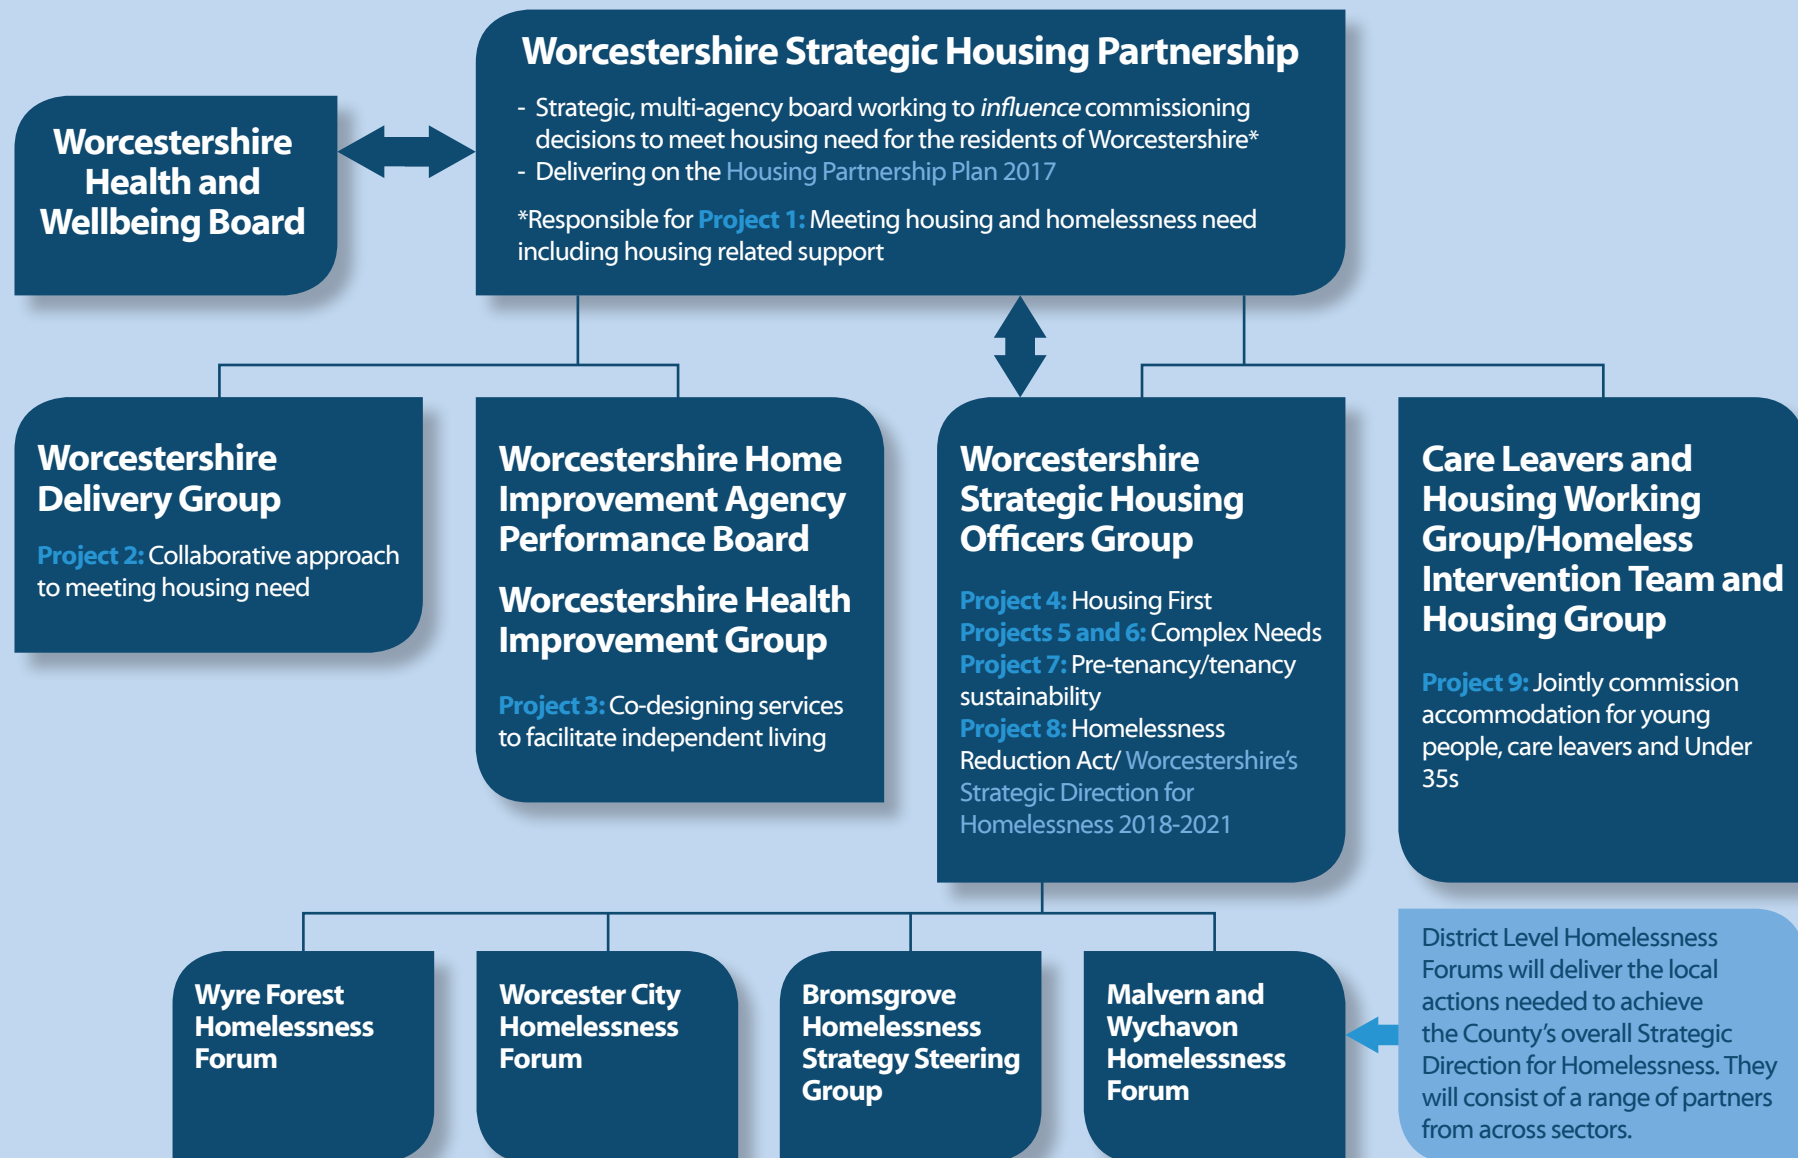 Worcestershire Strategic Housing Partnership
- Strategic, multi-agency board working to influence commissioning
decisions to meet housing need for the residents of Worcestershire*
- Delivering on the Housing Partnership Plan 2017
*Responsible for Project 1: Meeting housing and homelessness need
including housing related support
Worcestershire
Health and
Wellbeing Board
Worcestershire
Delivery Group
Project 2: Collaborative approach
to meeting housing need
Worcestershire Home
Improvement Agency
Performance Board
Worcestershire Health
Improvement Group
Project 3: Co-designing services
to facilitate independent living
Worcestershire
Strategic Housing
Officers Group
Project 4: Housing First
Projects 5 and 6: Complex Needs
Project 7: Pre-tenancy/tenancy
sustainability
Project 8: Homelessness
Reduction Act/ Worcestershire's
Strategic Direction for
Homelessness 2018-2021
Care Leavers and
Housing Working
Group/Homeless
Intervention Team and
Housing Group
Project 9: Jointly commission
accommodation for young
people, care leavers and Under
35s
Wyre Forest
Homelessness
Forum
Worcester City
Homelessness
Forum
Bromsgrove
Homelessness
Strategy Steering
Group
Malvern and
Wychavon
Homelessness
Forum
District Level Homelessness
Forums will deliver the local
actions needed to achieve
the County's overall Strategic
Direction for Homelessness. They
will consist of a range of partners
from across sectors.